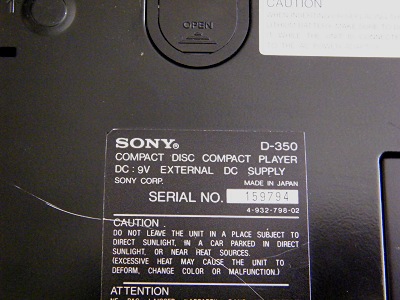 CAUTION
OPEN
SONY®
D-350
COMPACT DISC COMPACT PLAYER
DC : 9V EXTERNAL DC SUPPLY
SONY CORP.
MADE IN JAPAN
SERIAL NO. 159794
4-932-798-02
CAUTION
DO NOT LEAVE THE UNIT IN A PLACE SUBJECT TO
DIRECT SUNLIGHT, IN A CAR PARKED IN DIRECT
SUNLIGHT, OR NEAR HEAT SOURCES.
(EXCESSIVE HEAT MAY CAUSE THE UNIT TO
DEFORM, CHANGE COLOR OR MALFUNCTION.)
ATTENTION